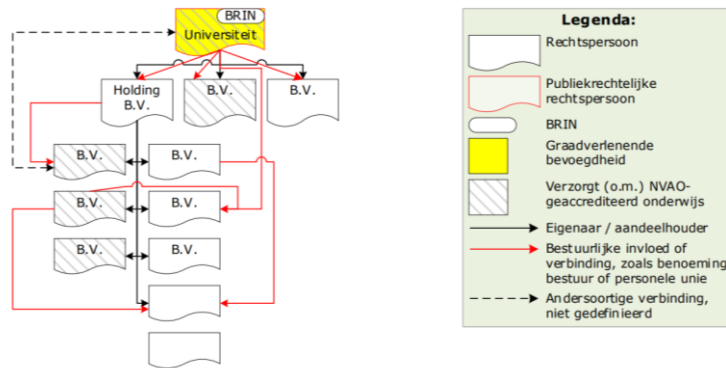 BRIN
Universiteit
Holding
B.V.
B.V.
B.V.
B.V.
B.V.
B.V.
B.V.
B.V.
B.V.
Legenda:
Rechtspersoon
Publiekrechtelijke
rechtspersoon
BRIN
Graadverlenende
bevoegdheid
Verzorgt (o.m.) NVAO-
geaccrediteerd onderwijs
Eigenaar / aandeelhouder
Bestuurlijke invloed of
verbinding, zoals benoeming
bestuur of personele unie
Andersoortige verbinding,
niet gedefinieerd